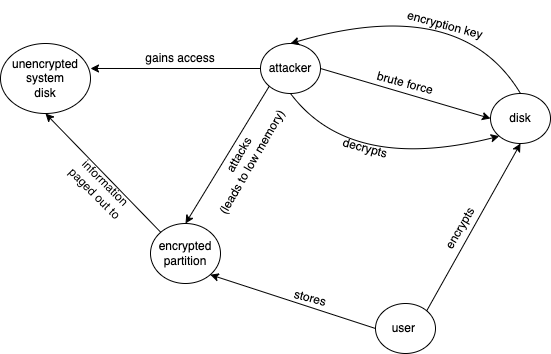 encryption key
gains access
unencrypted
system
disk
attacker
brute force
disk
decrypts
attacks
(leads to low memory)
information
paged out to
encrypts
encrypted
partition
stores
user